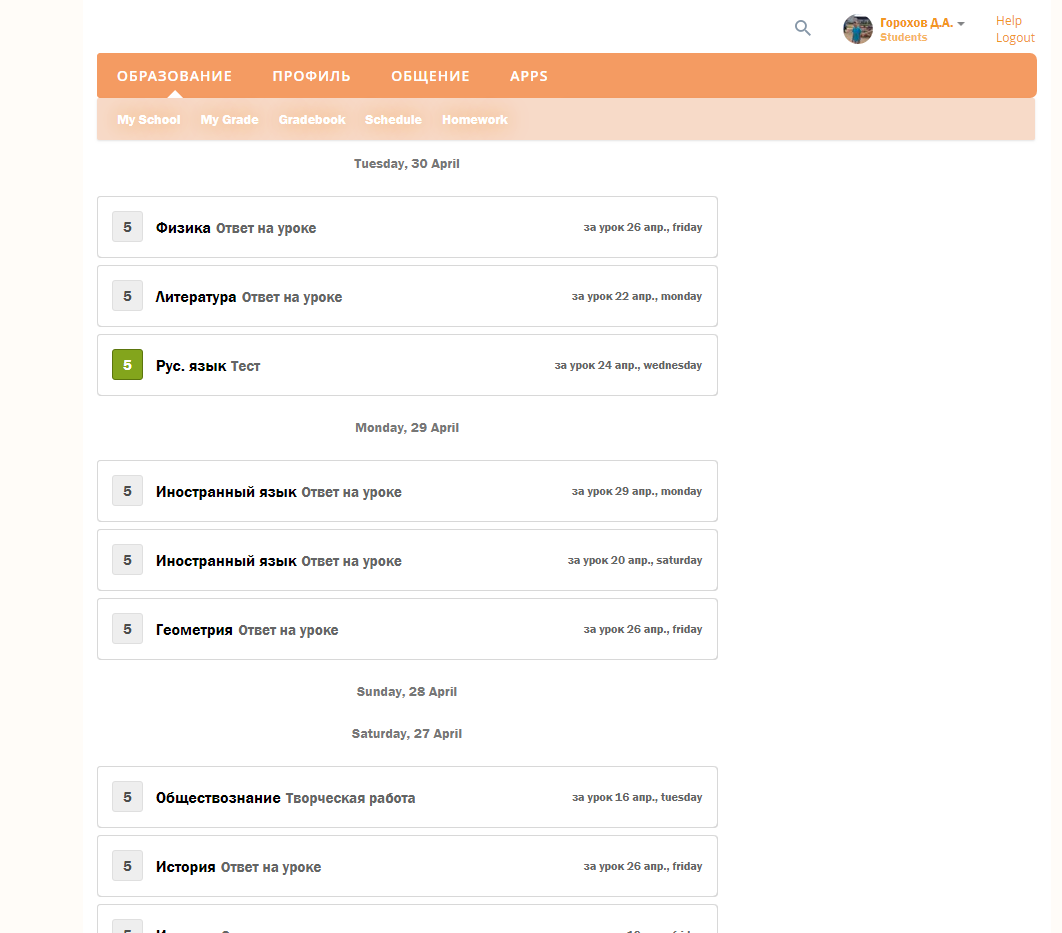 Горохов Д.А.
Students
Help
Logout
ОБРАЗОВАНИЕ ПРОФИЛЬ ОБЩЕНИЕ APPS
My School My Grade Gradebook Schedule Homework
Tuesday, 30 April
5 Физика Ответ на уроке за урок 26 апр., friday
5 Литература Ответ на уроке за урок 22 апр., monday
5 Рус. язык Тест за урок 24 апр., wednesday
Monday, 29 April
5 Иностранный язык Ответ на уроке за урок 29 апр., monday
5 Иностранный язык Ответ на уроке за урок 20 апр., saturday
5 Геометрия Ответ на уроке за урок 26 апр., friday
Sunday, 28 April
Saturday, 27 April
5 Обществознание Творческая работа за урок 16 апр., tuesday
5 История Ответ на уроке за урок 26 апр., friday